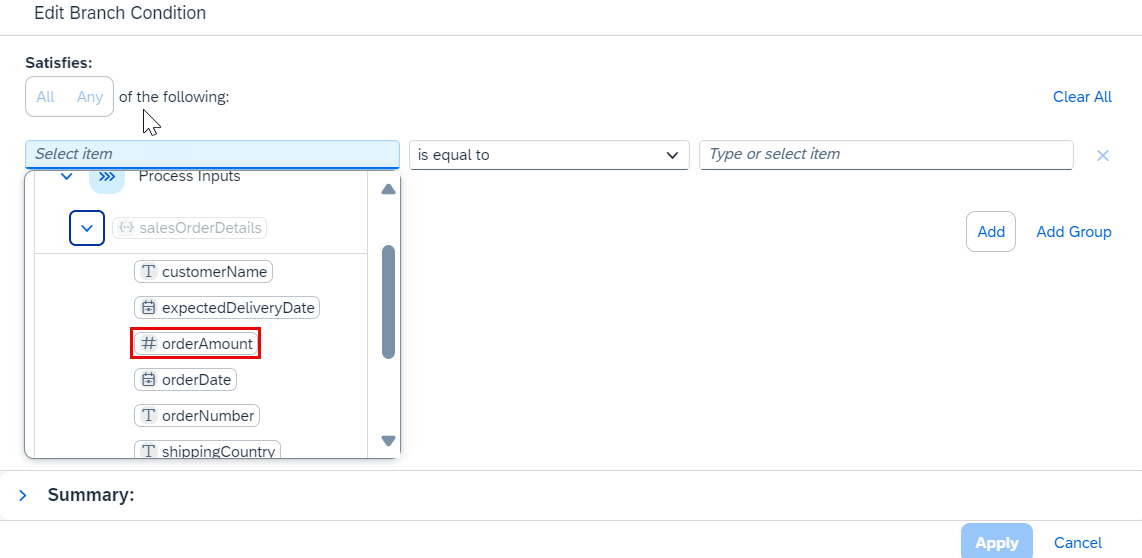 Edit Branch Condition
Satisfies:
All Any of the following:
Clear All
Select item
is equal to
Type or select item
Process Inputs
salesOrderDetails
Add
Add Group
customerName
expectedDeliveryDate
# orderAmount
orderDate
orderNumber
shippingCountry
Summary:
Apply
Cancel